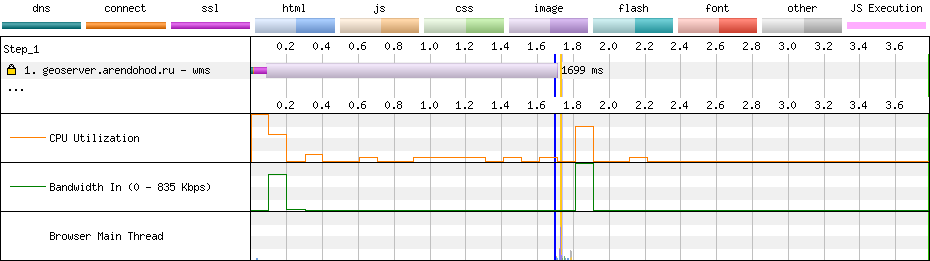 dns connect ssl html js css image flash font other JS Execution
Step_1 0.2 0.4 0.6 0.8 1.0 1.2 1.4 1.6 1.8 2.0 2.2 2.4 2.6 2.8 3.0 3.2 3.4 3.6
1. geoserver.arendohod.ru - wms 1699 ms
...
0.2 0.4 0.6 0.8 1.0 1.2 1.4 1.6 1.8 2.0 2.2 2.4 2.6 2.8 3.0 3.2 3.4 3.6
CPU Utilization
Bandwidth In (0 - 835 Kbps)
Browser Main Thread